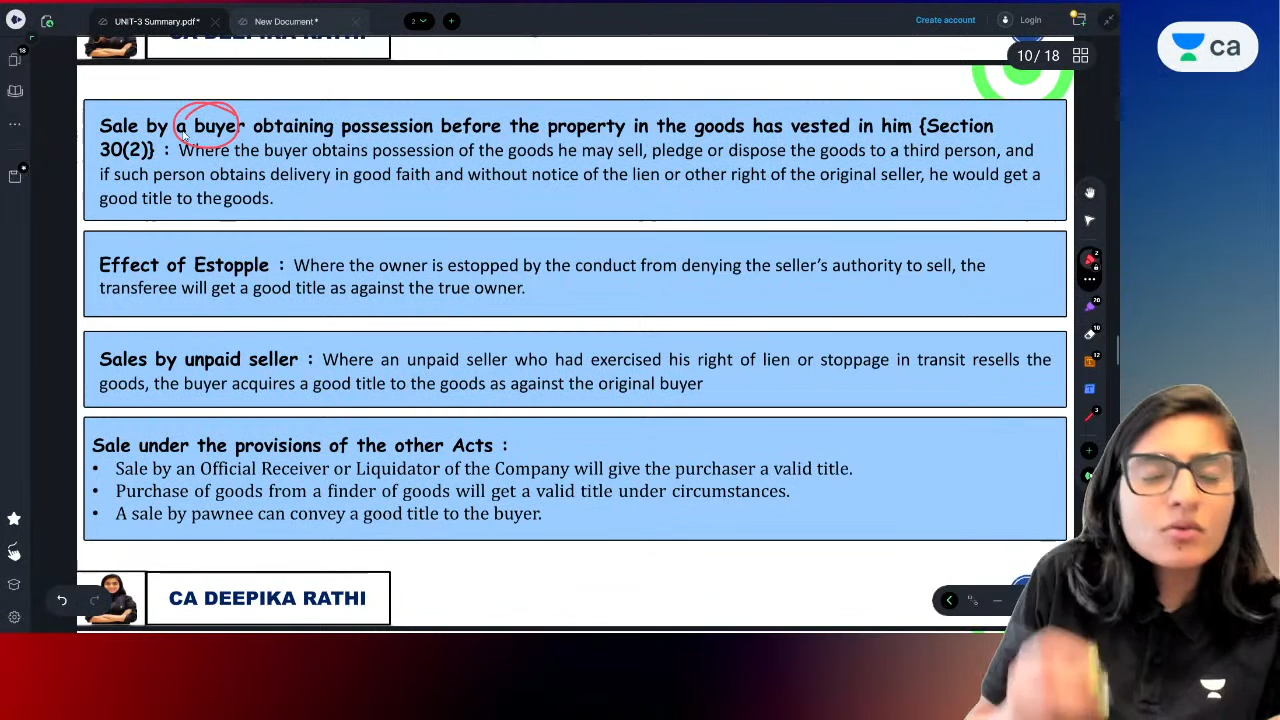 UNIT-3 Summary.pdf*
New Document*
2
Create account
Login
CA DEEPIKA RATHI
10/ 18
ca
18
Sale by a buyer obtaining possession before the property in the goods has vested in him {Section
30(2)} : Where the buyer obtains possession of the goods he may sell, pledge or dispose the goods to a third person, and
if such person obtains delivery in good faith and without notice of the lien or other right of the original seller, he would get a
good title to the goods.
Effect of Estopple : Where the owner is estopped by the conduct from denying the seller's authority to sell, the
transferee will get a good title as against the true owner.
Sales by unpaid seller : Where an unpaid seller who had exercised his right of lien or stoppage in transit resells the
goods, the buyer acquires a good title to the goods as against the original buyer
Sale under the provisions of the other Acts :
• Sale by an Official Receiver or Liquidator of the Company will give the purchaser a valid title.
• Purchase of goods from a finder of goods will get a valid title under circumstances.
• A sale by pawnee can convey a good title to the buyer.
2
20
10
12
3
CA DEEPIKA RATHI